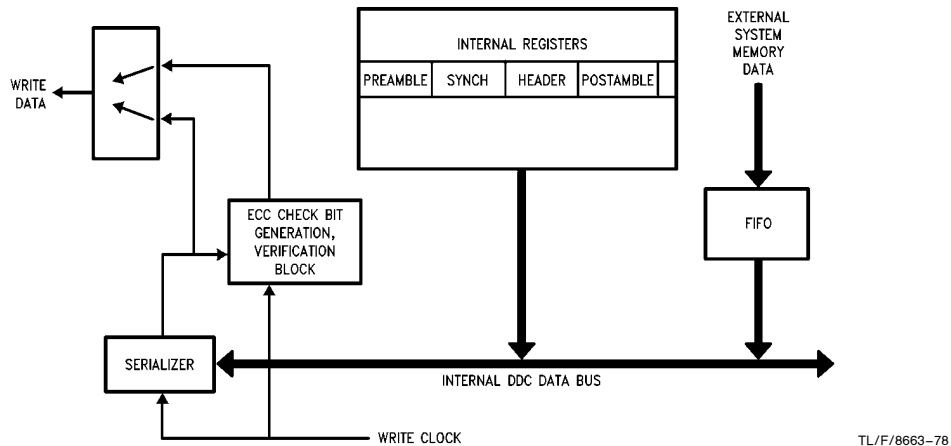 WRITE
DATA
INTERNAL REGISTERS
PREAMBLE
SYNCH
HEADER
POSTAMBLE
EXTERNAL
SYSTEM
MEMORY
DATA
ECC CHECK BIT
GENERATION,
VERIFICATION
BLOCK
FIFO
SERIALIZER
INTERNAL DDC DATA BUS
WRITE CLOCK
TL/F/8663–78